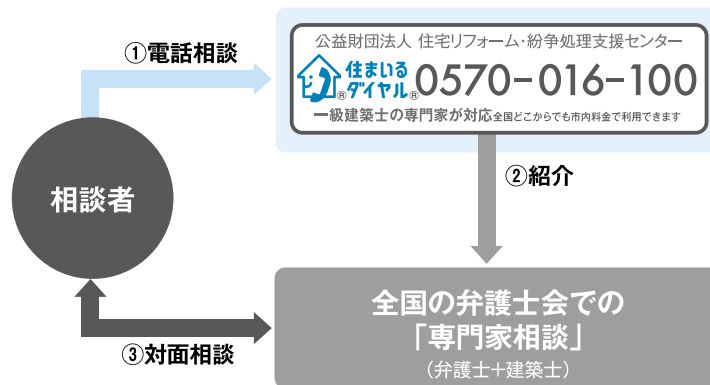 ①電話相談
公益財団法人 住宅リフォーム・紛争処理支援センター
住まいる
ダイヤル®
®
0570-016-100
一級建築士の専門家が対応全国どこからでも市内料金で利用できます
相談者
②紹介
全国の弁護士会での
「専門家相談」
(弁護士+建築士)
③対面相談